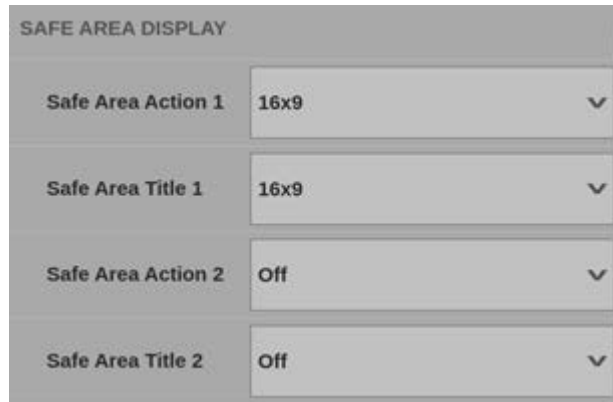 SAFE AREA DISPLAY
Safe Area Action 1 16x9
Safe Area Title 1 16x9
Safe Area Action 2 Off
Safe Area Title 2 Off